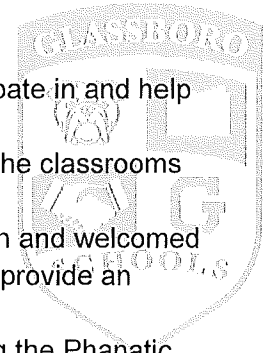 GLASSBORO
pate in and help
he classrooms
G
n and welcomed
SCHOOLS
provide an
g the Phanatic